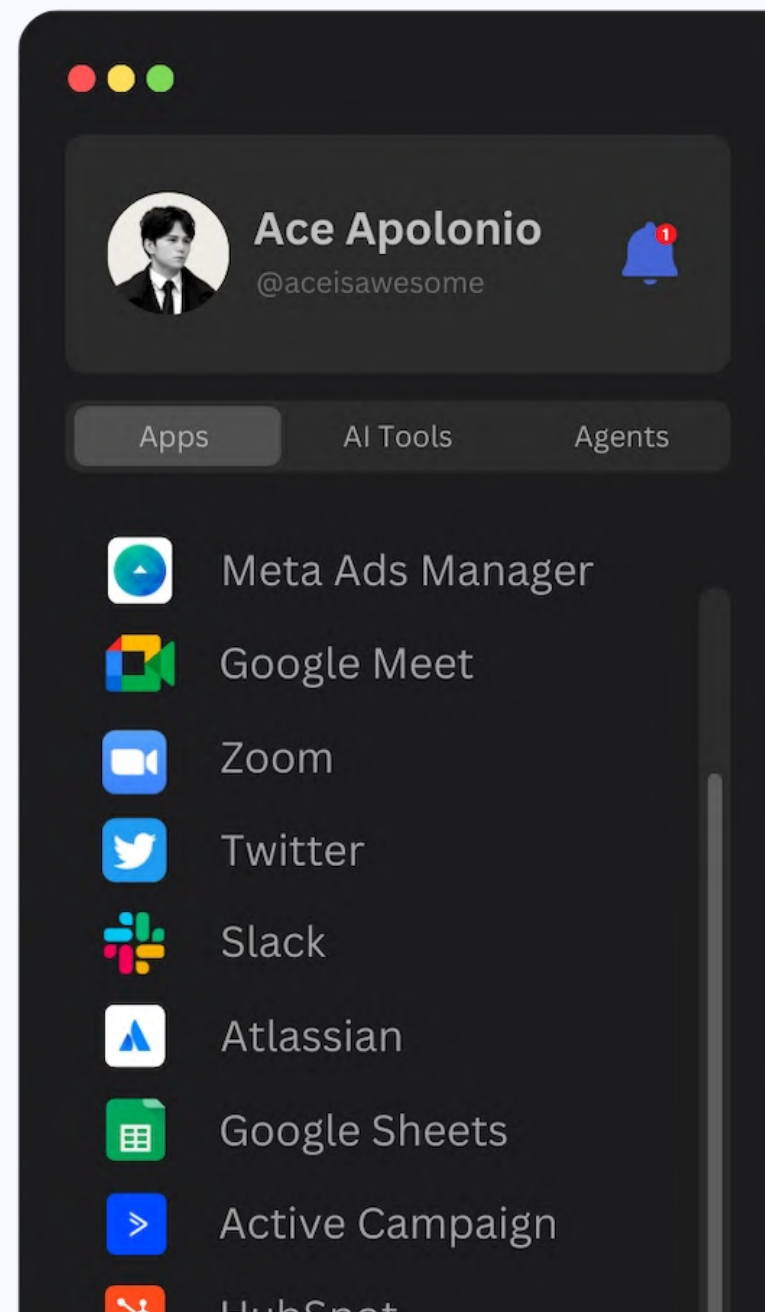 Ace Apolonio
1
@aceisawesome
Apps
AI Tools
Agents
Meta Ads Manager
Google Meet
Zoom
Twitter
Slack
Atlassian
Google Sheets
Active Campaign
HubSpot